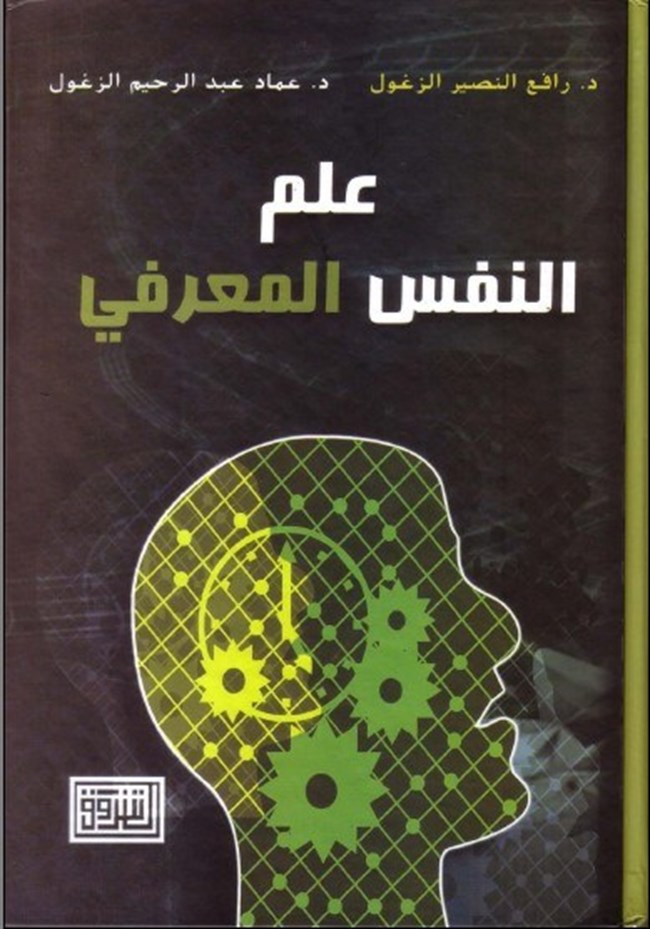 د. رافع النصير الزغول د. عماد عبد الرحيم الزغول
علم
النفس المعرفي
الشروق